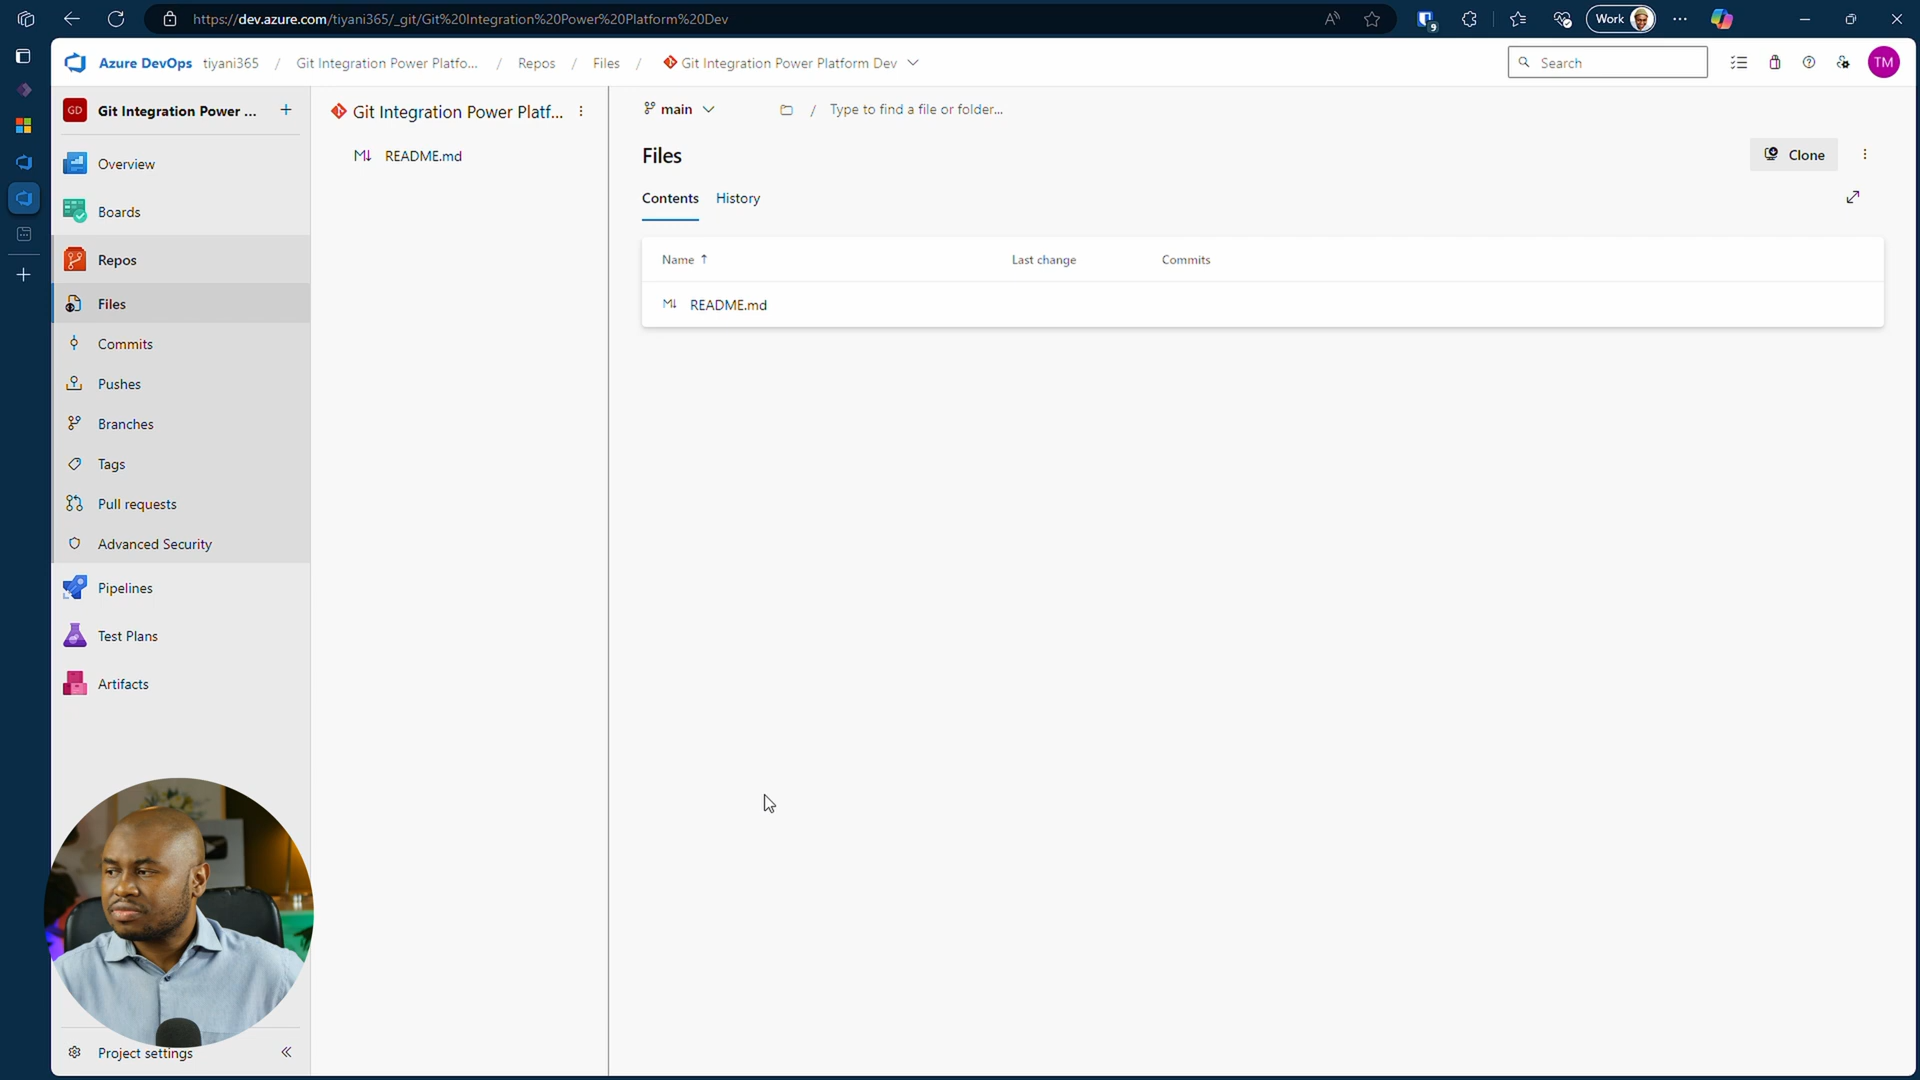 https://dev.azure.com/tiyani365/_git/Git%20Integration%20Power%20Platform%20Dev
9
Work
Azure DevOps tiyani365 / Git Integration Power Platfo... / Repos / Files / Git Integration Power Platform Dev
Search
TM
GD Git Integration Power ... +
Overview
Boards
Repos
Files
Commits
Pushes
Branches
Tags
Pull requests
Advanced Security
Pipelines
Test Plans
Artifacts
Project settings
Git Integration Power Platf...
README.md
main
/ Type to find a file or folder...
Files
Clone
Contents History
Name ↑ Last change Commits
README.md